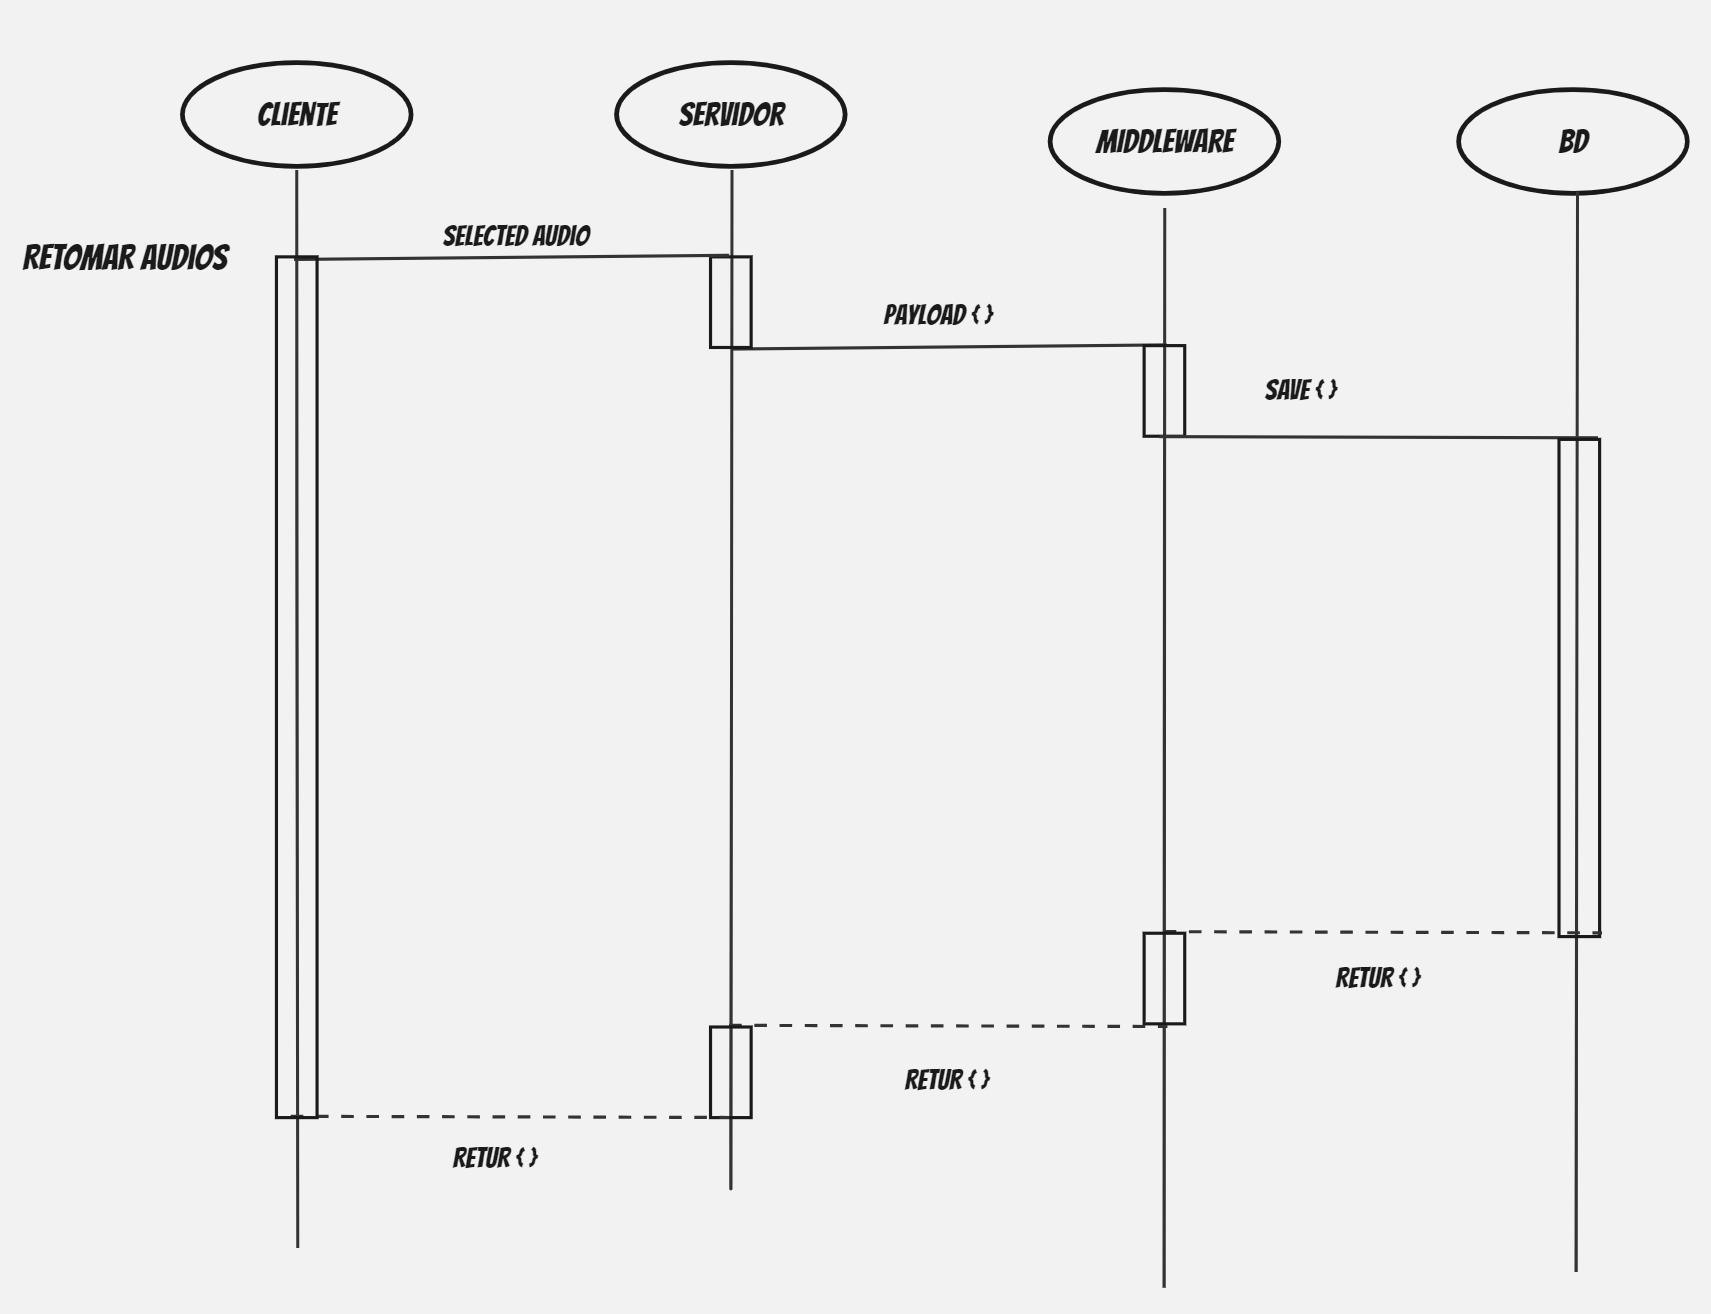 CLIENTE
SERVIDOR
MIDDLEWARE
BD
RETOMAR AUDIOS
SELECTED AUDIO
PAYLOAD { }
SAVE { }
RETUR { }
RETUR { }
RETUR { }